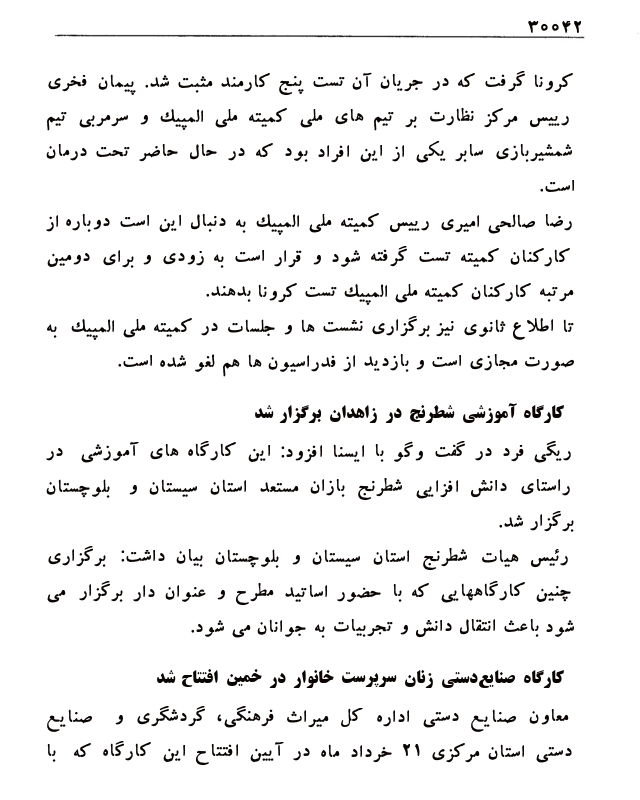 ۳۰۰۴۲
کرونا گرفت که در جریان آن تست پنج کارمند مثبت شد. پیمان فخری
رییس مرکز نظارت بر تیم های ملی کمیته ملی المپیك و سرمربی تیم
شمشیربازی سابر یکی از این افراد بود که در حال حاضر تحت درمان
است.
رضا صالحی امیری رییس کمیته ملی المپیك به دنبال این است دوباره از
کارکنان کمیته تست گرفته شود و قرار است به زودی و برای دومین
مرتبه کارکنان کمیته ملی المپیك تست کرونا بدهند.
تا اطلاع ثانوی نیز برگزاری نشست ها و جلسات در کمیته ملی المپیك به
صورت مجازی است و بازدید از فدراسیون ها هم لغو شده است.
کارگاه آموزشی شطرنج در زاهدان برگزار شد
ریگی فرد در گفت وگو با ایسنا افزود: این کارگاه های آموزشی در
راستای دانش افزایی شطرنج بازان مستعد استان سیستان و بلوچستان
برگزار شد.
رئیس هیات شطرنج استان سیستان و بلوچستان بیان داشت: برگزاری
چنین کارگاههایی که با حضور اساتید مطرح و عنوان دار برگزار می
شود باعث انتقال دانش و تجربیات به جوانان می شود.
کارگاه صنایع‌دستی زنان سرپرست خانوار در خمین افتتاح شد
معاون صنایع دستی اداره کل میراث فرهنگی، گردشگری و صنایع
دستی استان مرکزی ۲۱ خرداد ماه در آیین افتتاح این کارگاه که با